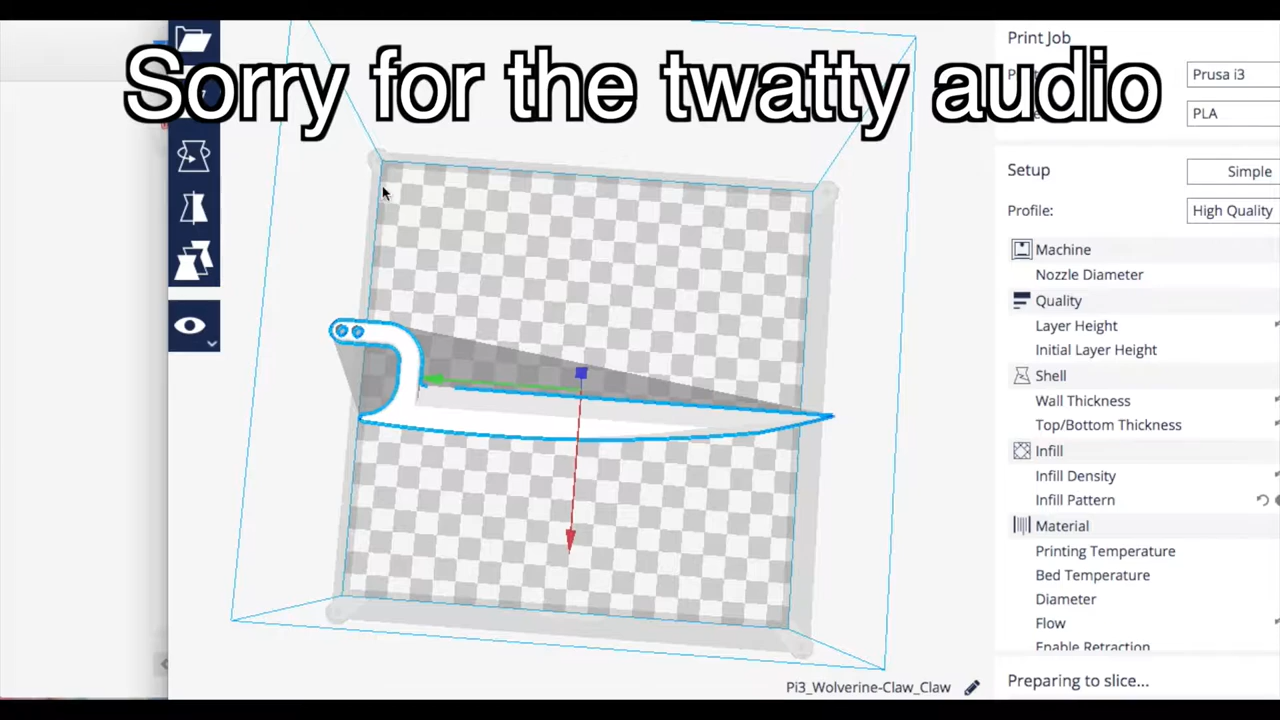 Sorry for the twatty audio
Print Job
Prusa i3
PLA
Setup
Simple
Profile:
High Quality
Machine
Nozzle Diameter
Quality
Layer Height
Initial Layer Height
Shell
Wall Thickness
Top/Bottom Thickness
Infill
Infill Density
Infill Pattern
Material
Printing Temperature
Bed Temperature
Diameter
Flow
Enable Retraction
Preparing to slice...
Pi3_Wolverine-Claw_Claw